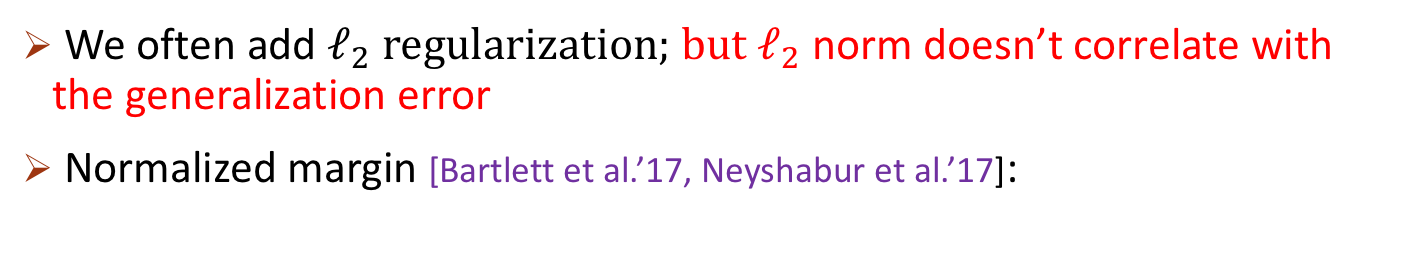 ➢ We often add ℓ₂ regularization; but ℓ₂ norm doesn’t correlate with
the generalization error
➢ Normalized margin [Bartlett et al.’17, Neyshabur et al.’17]: